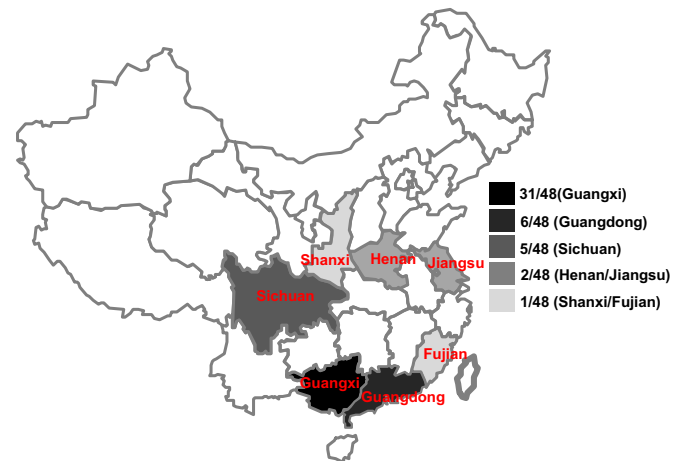 31/48(Guangxi)
6/48 (Guangdong)
5/48 (Sichuan)
2/48 (Henan/Jiangsu)
1/48 (Shanxi/Fujian)
Shanxi
Henan
Jiangsu
Sichuan
Fujian
Guangxi
Guangdong